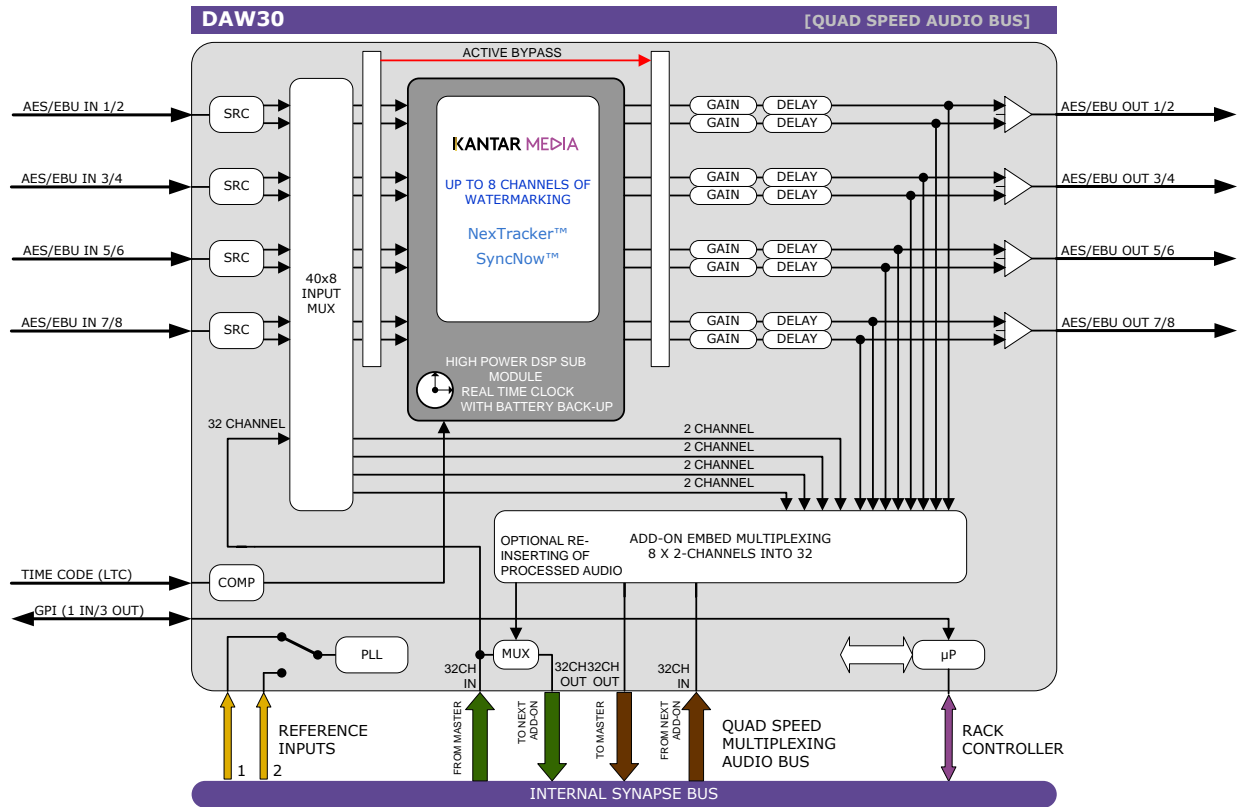 DAW30
[QUAD SPEED AUDIO BUS]
ACTIVE BYPASS
AES/EBU IN 1/2
SRC
GAIN
DELAY
GAIN
DELAY
AES/EBU OUT 1/2
KANTAR MEDIA
UP TO 8 CHANNELS OF
WATERMARKING
NexTracker™
SyncNow™
AES/EBU IN 3/4
SRC
GAIN
DELAY
GAIN
DELAY
AES/EBU OUT 3/4
AES/EBU IN 5/6
SRC
GAIN
DELAY
GAIN
DELAY
AES/EBU OUT 5/6
40x8
INPUT
MUX
AES/EBU IN 7/8
SRC
GAIN
DELAY
GAIN
DELAY
AES/EBU OUT 7/8
HIGH POWER DSP SUB
MODULE
REAL TIME CLOCK
WITH BATTERY BACK-UP
32 CHANNEL
2 CHANNEL
2 CHANNEL
2 CHANNEL
2 CHANNEL
OPTIONAL RE-
INSERTING OF
PROCESSED AUDIO
ADD-ON EMBED MULTIPLEXING
8 X 2-CHANNELS INTO 32
TIME CODE (LTC)
COMP
GPI (1 IN/3 OUT)
PLL
MUX
µP
32CH
IN
32CH
OUT
32CH
OUT
32CH
IN
REFERENCE
INPUTS
1
2
FROM MASTER
TO NEXT
ADD-ON
TO MASTER
FROM NEXT
ADD-ON
QUAD SPEED
MULTIPLEXING
AUDIO BUS
RACK
CONTROLLER
INTERNAL SYNAPSE BUS